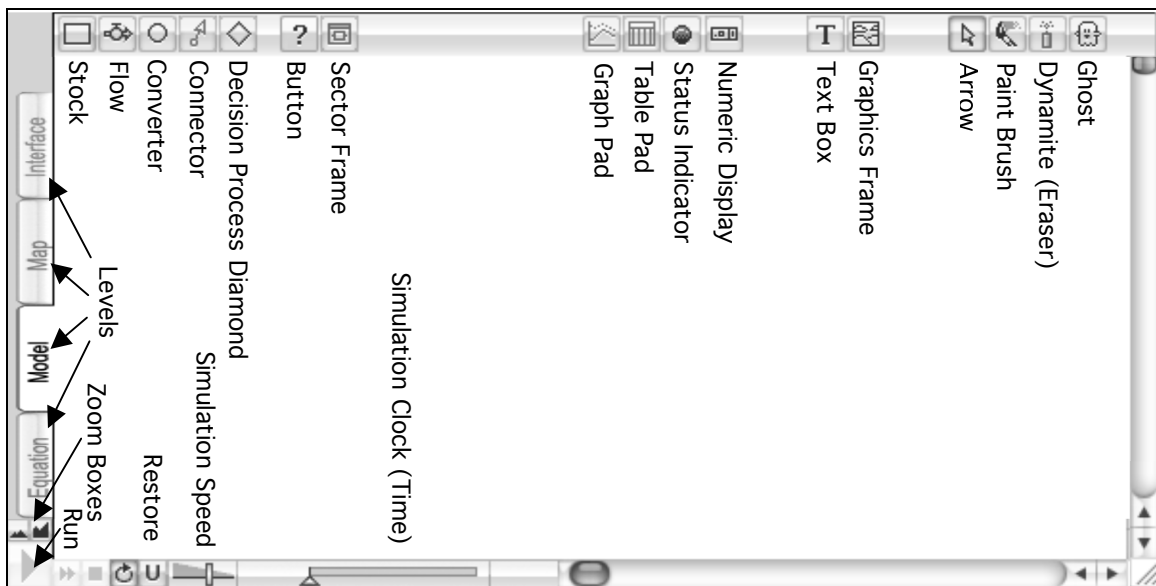 Stock
Flow
Converter
Connector
Decision Process Diamond
?
Button
Sector Frame
Graph Pad
Table Pad
Status Indicator
Numeric Display
T
Text Box
Graphics Frame
Arrow
Paint Brush
Dynamite (Eraser)
Ghost
Interface
Map
Model
Equation
Levels
Zoom Boxes
Run
Restore
Simulation Speed
Simulation Clock (Time)
U